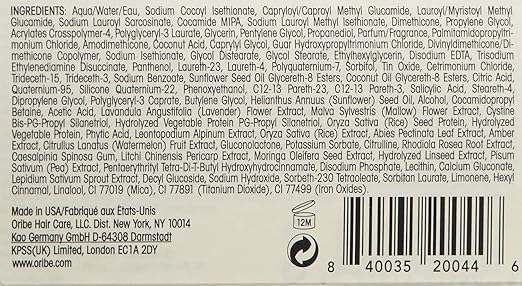 INGREDIENTS: Aqua/Water/Eau, Sodium Cocoyl Isethionate, Capryloyl/Caproyl Methyl Glucamide, Lauroyl/Myristoyl Methyl
Glucamide, Sodium Lauroyl Sarcosinate, Cocamide MIPA, Sodium Lauroyl Methyl Isethionate, Dimethicone, Propylene Glycol,
Acrylates Crosspolymer-4, Polyglyceryl-3 Laurate, Glycerin, Pentylene Glycol, Propanediol, Parfum/Fragrance, Palmitamidopropyltri-
monium Chloride, Amodimethicone, Coconut Acid, Caprylyl Glycol, Guar Hydroxypropyltrimonium Chloride, Divinyldimethicone/Di-
methicone Copolymer, Sodium Isethionate, Glycol Distearate, Glycol Stearate, Ethylhexylglycerin, Disodium EDTA, Trisodium
Ethylenediamine Disuccinate, Panthenol, Laureth-23, Laureth-4, Polyquaternium-7, Sorbitol, Tin Oxide, Cetrimonium Chloride,
Trideceth-15, Trideceth-3, Sodium Benzoate, Sunflower Seed Oil Glycereth-8 Esters, Coconut Oil Glycereth-8 Esters, Citric Acid,
Quaternium-95, Silicone Quaternium-22, Phenoxyethanol, C12-13 Pareth-23, C12-13 Pareth-3, Salicylic Acid, Steareth-4,
Dipropylene Glycol, Polyglyceryl-3 Caprate, Butylene Glycol, Helianthus Annuus (Sunflower) Seed Oil, Alcohol, Cocamidopropyl
Betaine, Acetic Acid, Lavandula Angustifolia (Lavender) Flower Extract, Malva Sylvestris (Mallow) Flower Extract, Cystine
Bis-PG-Propyl Silanetriol, Hydrolyzed Vegetable Protein PG-Propyl Silanetriol, Oryza Sativa (Rice) Seed Protein, Hydrolyzed
Vegetable Protein, Phytic Acid, Leontopodium Alpinum Extract, Oryza Sativa (Rice) Extract, Abies Pectinata Leaf Extract, Amber
Extract, Citrullus Lanatus (Watermelon) Fruit Extract, Gluconolactone, Potassium Sorbate, Citrulline, Rhodiola Rosea Root Extract,
Caesalpinia Spinosa Gum, Litchi Chinensis Pericarp Extract, Moringa Oleifera Seed Extract, Hydrolyzed Linseed Extract, Pisum
Sativum (Pea) Extract, Pentaerythrityl Tetra-Di-T-Butyl Hydroxyhydrocinnamate, Disodium Phosphate, Lecithin, Calcium Gluconate,
Lepidium Sativum Sprout Extract, Decyl Glucoside, Sodium Hydroxide, Sorbeth-230 Tetraoleate, Sorbitan Laurate, Limonene, Hexyl
Cinnamal, Linalool, CI 77019 (Mica), CI 77891 (Titanium Dioxide), CI 77499 (Iron Oxides).
Made in USA/Fabriqué aux États-Unis
Oribe Hair Care, LLC. Dist. New York, NY 10014
Kao Germany GmbH D-64308 Darmstadt
KPSS(UK) Limited, London EC1A 2DY
www.oribe.com
12M
8 40035 20044 6